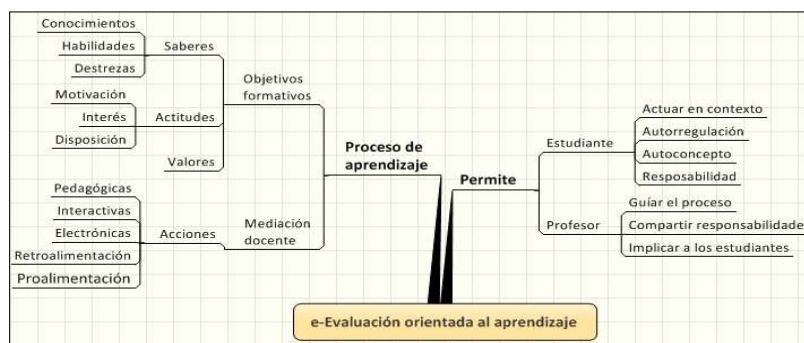 Conocimientos
Habilidades
Destrezas
Saberes
Motivación
Interés
Disposición
Actitudes
Valores
Objetivos
formativos
Pedagógicas
Interactivas
Electrónicas
Retroalimentación
Proalimentación
Acciones
Mediación
docente
Proceso de
aprendizaje
Permite
Estudiante
Actuar en contexto
Autorregulación
Autoconcepto
Resposabilidad
Profesor
Guíar el proceso
Compartir responsabilidade
Implicar a los estudiantes
e-Evaluación orientada al aprendizaje